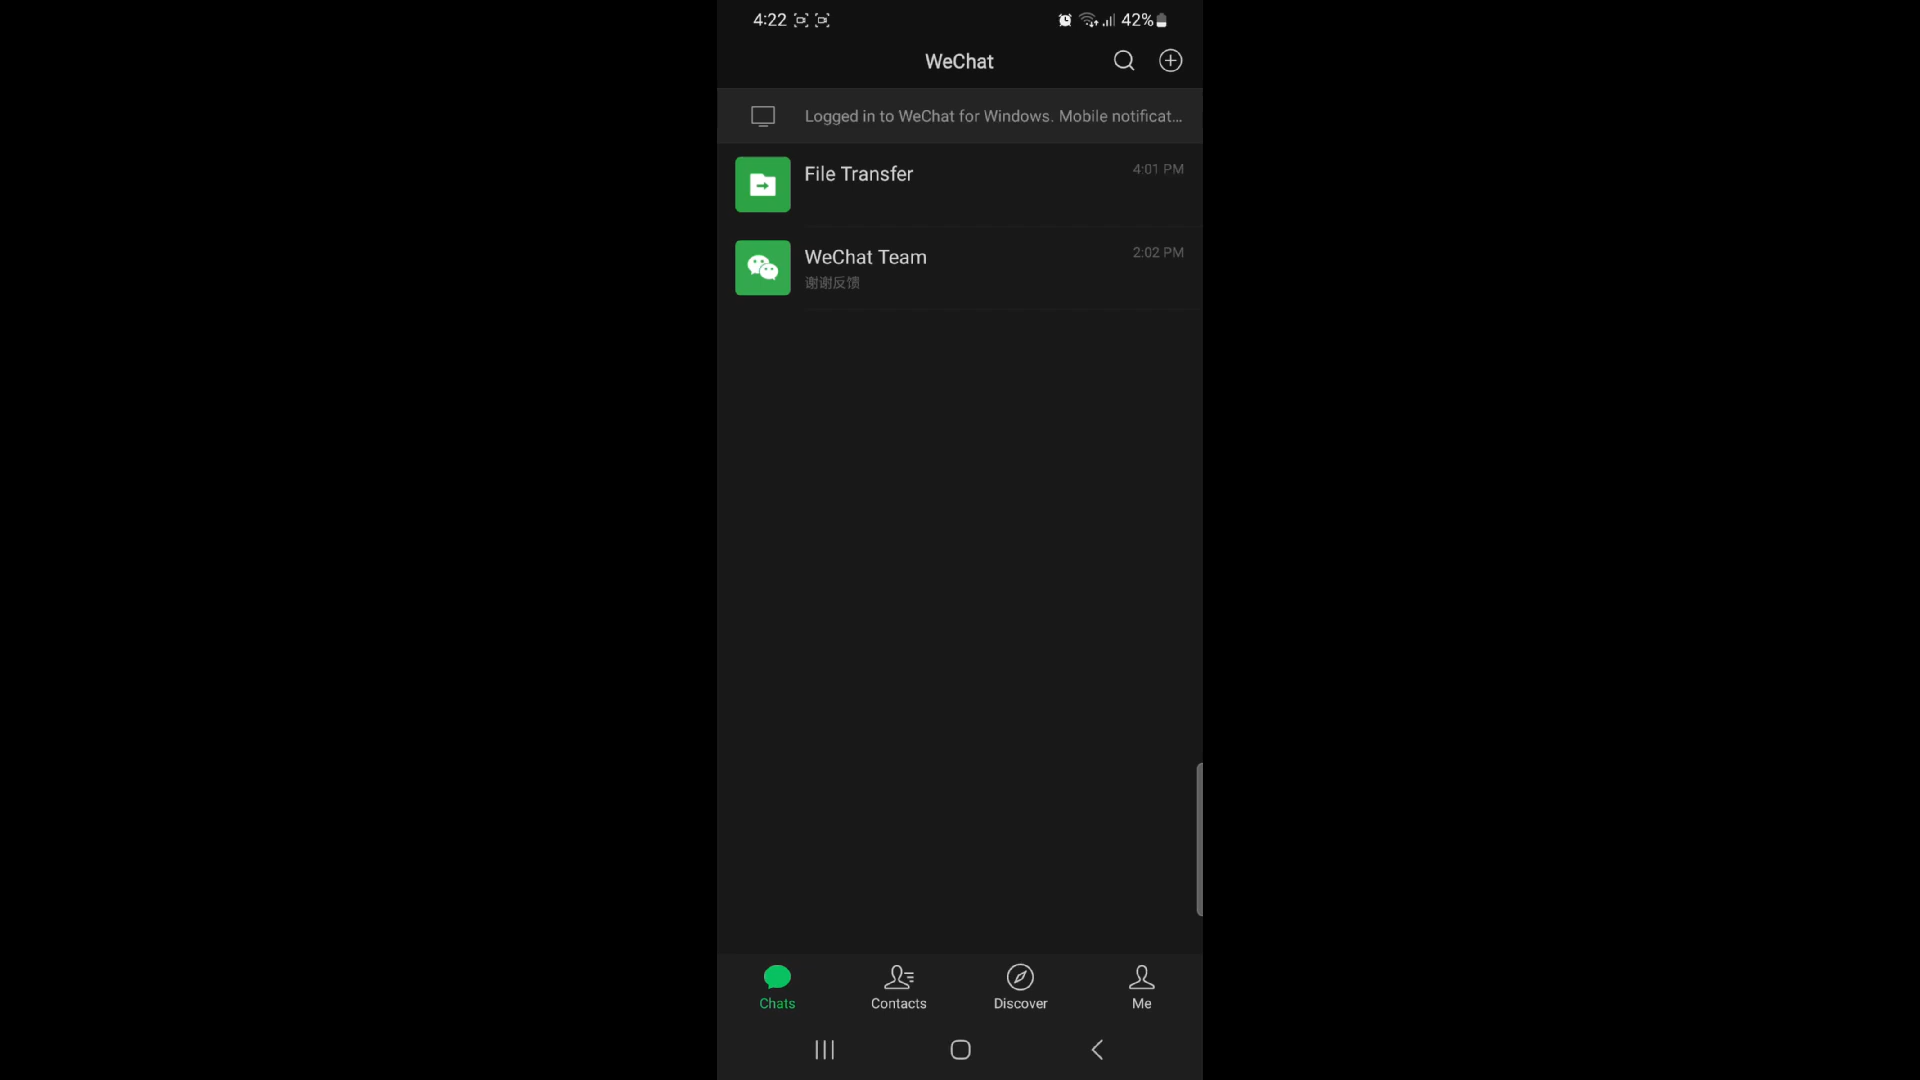 4:22 42%
WeChat
Logged in to WeChat for Windows. Mobile notificat...
File Transfer 4:01 PM
WeChat Team 2:02 PM
谢谢反馈
Chats Contacts Discover Me